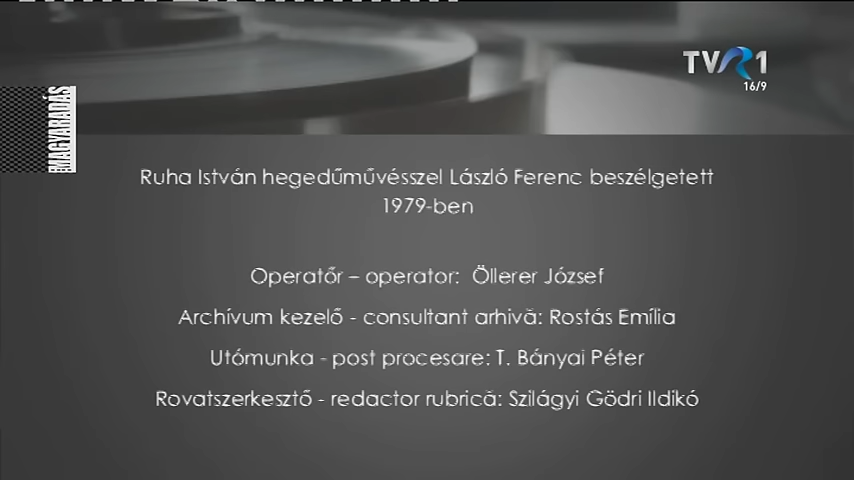 TVR1
16/9
MAGYARADÁS
Ruha István hegedűművésszel László Ferenc beszélgetett
1979-ben
Operatőr – operator: Öllerer József
Archívum kezelő - consultant arhivă: Rostás Emília
Utómunka - post procesare: T. Bányai Péter
Rovatszerkesztő - redactor rubrică: Szilágyi Gödri Ildikó